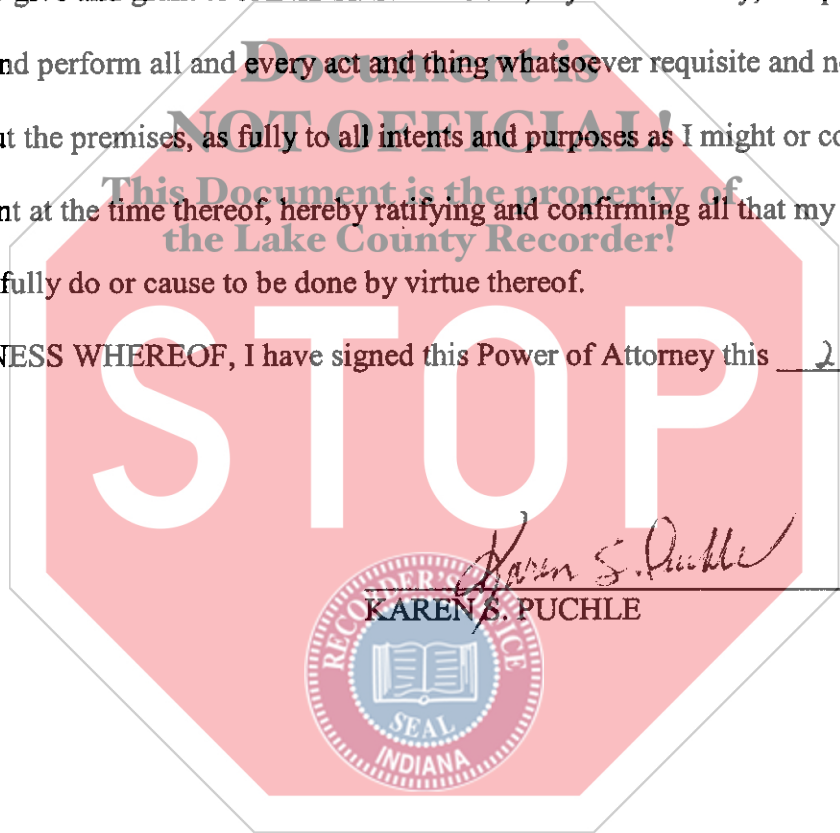 nd perform all and every act and thing whatsoever requisite and n
Document is
ut the premises, as fully to all intents and purposes as I might or co
NOT OFFICIAL!
This Document is the property of
nt at the time thereof, hereby ratifying and confirming all that my
the Lake County Recorder!
fully do or cause to be done by virtue thereof.
NESS WHEREOF, I have signed this Power of Attorney this 2
STOP
Karen S. Puchle
KAREN S. PUCHLE
RECORDER'S OFFICE
SEAL
INDIANA